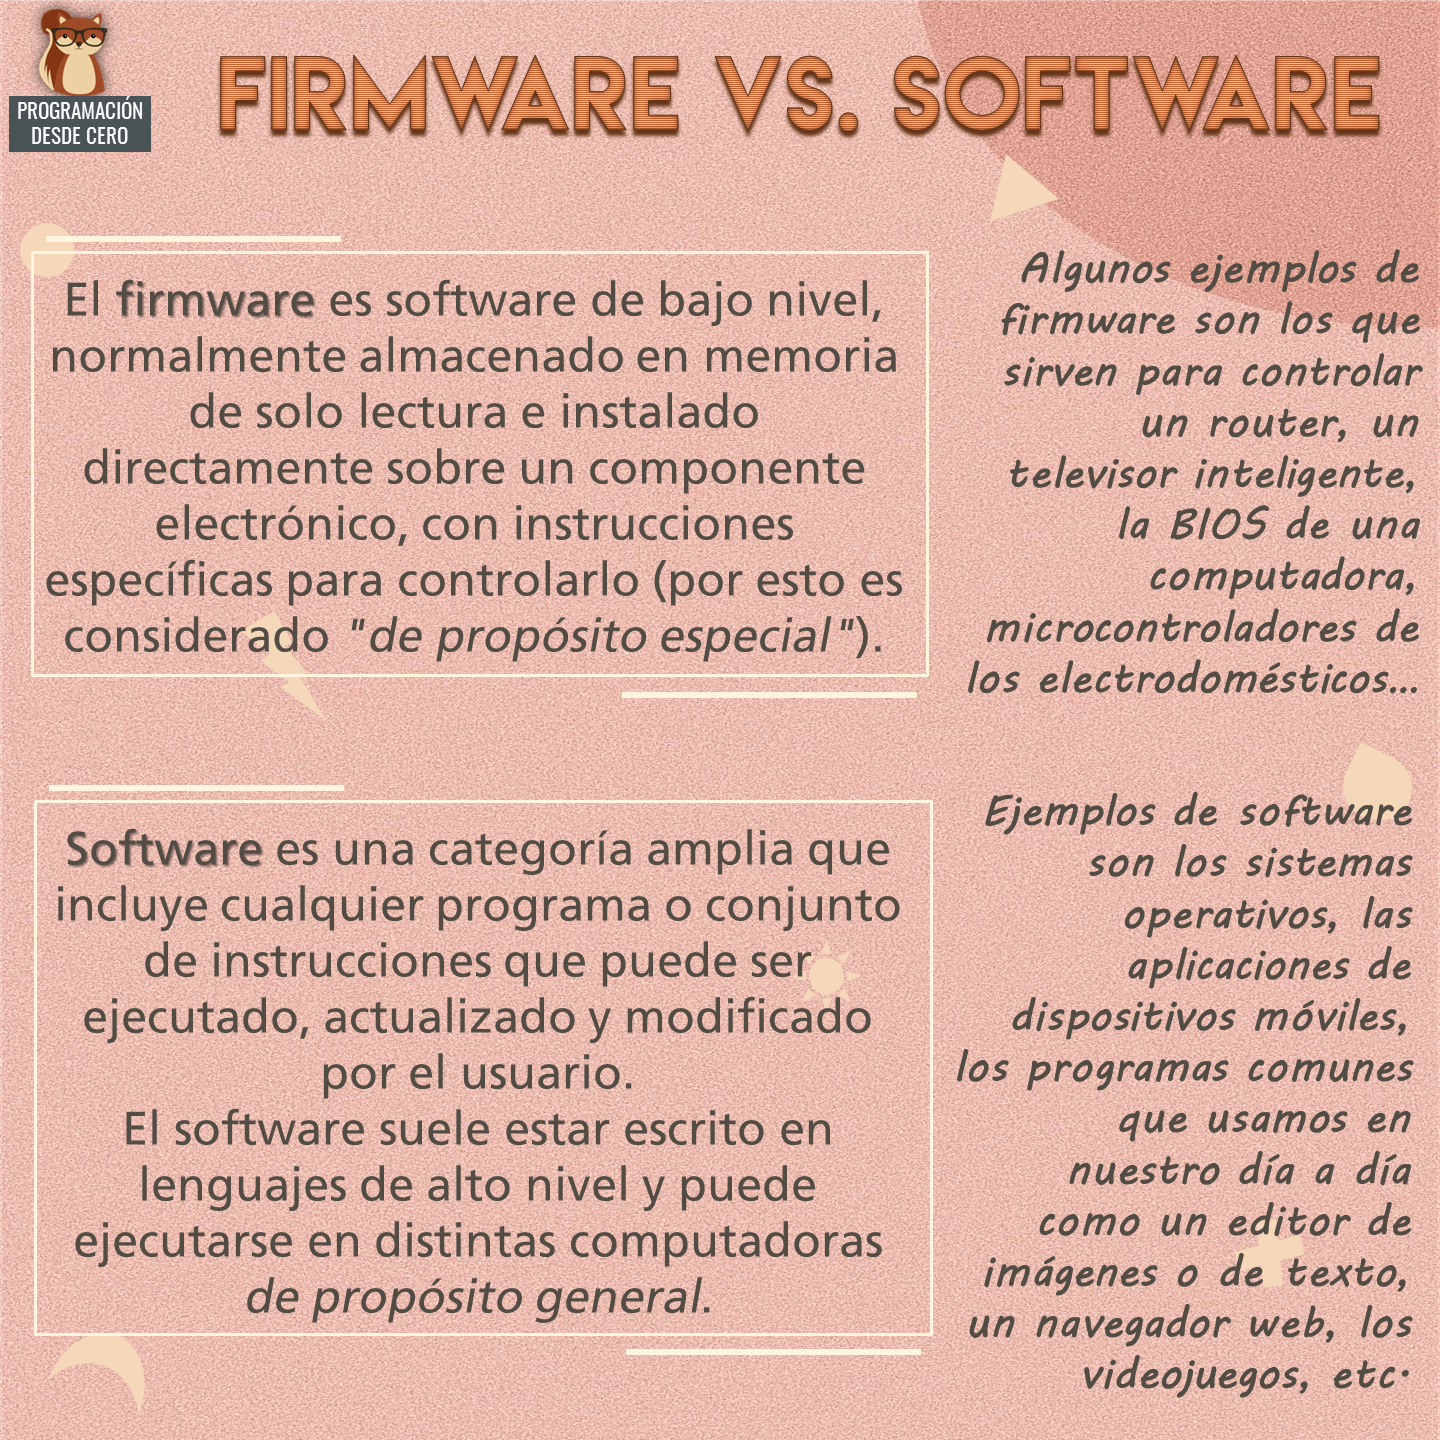 PROGRAMACIÓN
DESDE CERO
FIRMWARE VS. SOFTWARE
El firmware es software de bajo nivel,
normalmente almacenado en memoria
de solo lectura e instalado
directamente sobre un componente
electrónico, con instrucciones
específicas para controlarlo (por esto es
considerado "de propósito especial").
Algunos ejemplos de
firmware son los que
sirven para controlar
un router, un
televisor inteligente,
la BIOS de una
computadora,
microcontroladores de
los electrodomésticos...
Software es una categoría amplia que
incluye cualquier programa o conjunto
de instrucciones que puede ser
ejecutado, actualizado y modificado
por el usuario.
El software suele estar escrito en
lenguajes de alto nivel y puede
ejecutarse en distintas computadoras
de propósito general.
Ejemplos de software
son los sistemas
operativos, las
aplicaciones de
dispositivos móviles,
los programas comunes
que usamos en
nuestro día a día
como un editor de
imágenes o de texto,
un navegador web, los
videojuegos, etc.